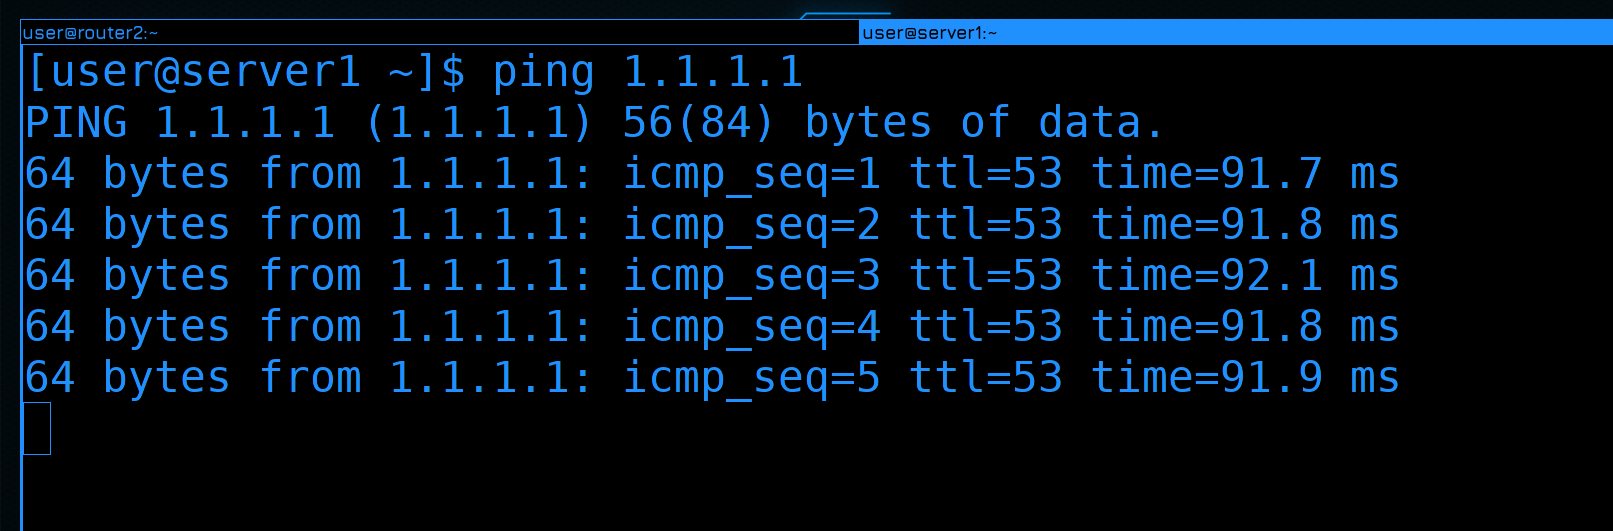 user@router2:~
user@server1:~
[user@server1 ~]$ ping 1.1.1.1
PING 1.1.1.1 (1.1.1.1) 56(84) bytes of data.
64 bytes from 1.1.1.1: icmp_seq=1 ttl=53 time=91.7 ms
64 bytes from 1.1.1.1: icmp_seq=2 ttl=53 time=91.8 ms
64 bytes from 1.1.1.1: icmp_seq=3 ttl=53 time=92.1 ms
64 bytes from 1.1.1.1: icmp_seq=4 ttl=53 time=91.8 ms
64 bytes from 1.1.1.1: icmp_seq=5 ttl=53 time=91.9 ms